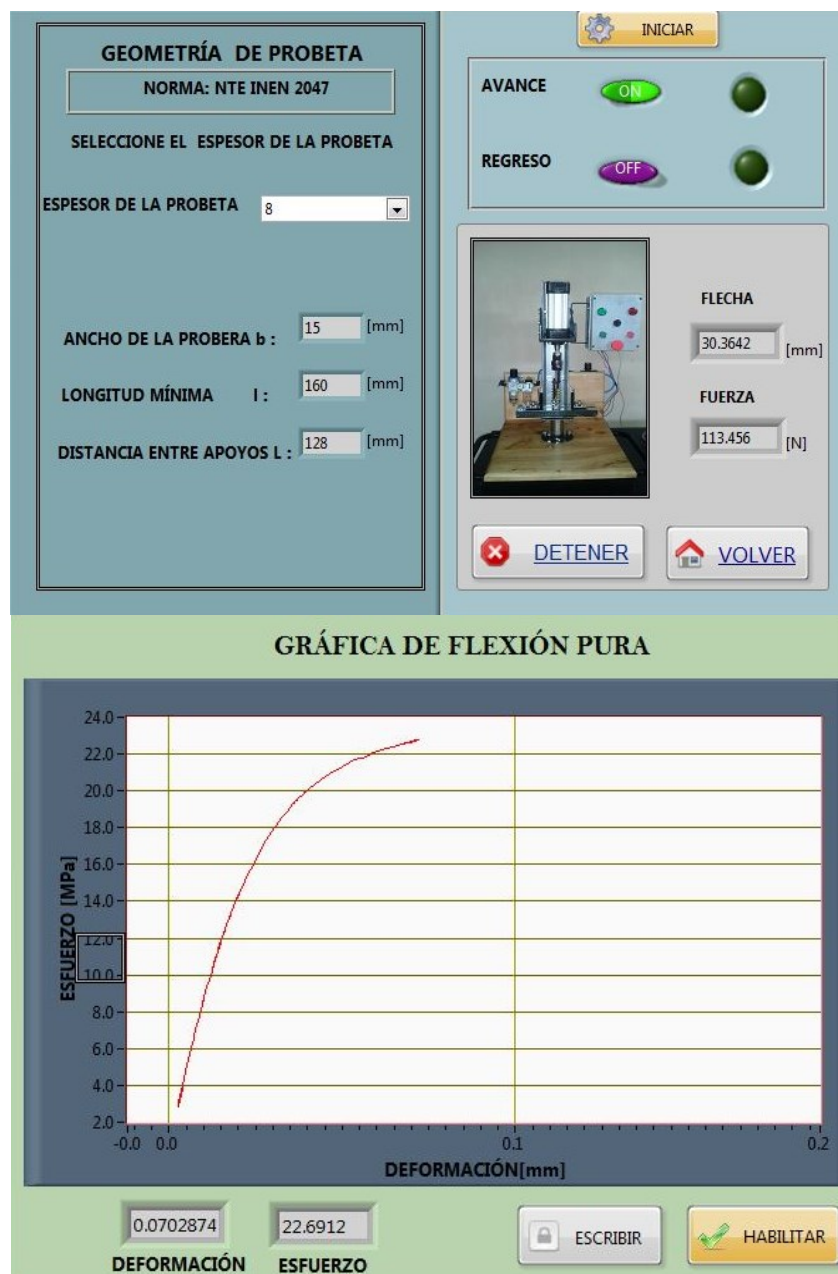 GEOMETRÍA DE PROBETA
NORMA: NTE INEN 2047
SELECCIONE EL ESPESOR DE LA PROBETA
ESPESOR DE LA PROBETA 8
ANCHO DE LA PROBERA b : 15 [mm]
LONGITUD MÍNIMA l : 160 [mm]
DISTANCIA ENTRE APOYOS L : 128 [mm]
INICIAR
AVANCE ON
REGRESO OFF
FLECHA
30.3642 [mm]
FUERZA
113.456 [N]
DETENER VOLVER
GRÁFICA DE FLEXIÓN PURA
ESFUERZO [MPa]
24.0
22.0
20.0
18.0
16.0
14.0
12.0
10.0
8.0
6.0
4.0
2.0
-0.0 0.0 0.1 0.2
DEFORMACIÓN[mm]
0.0702874 22.6912
DEFORMACIÓN ESFUERZO
ESCRIBIR HABILITAR